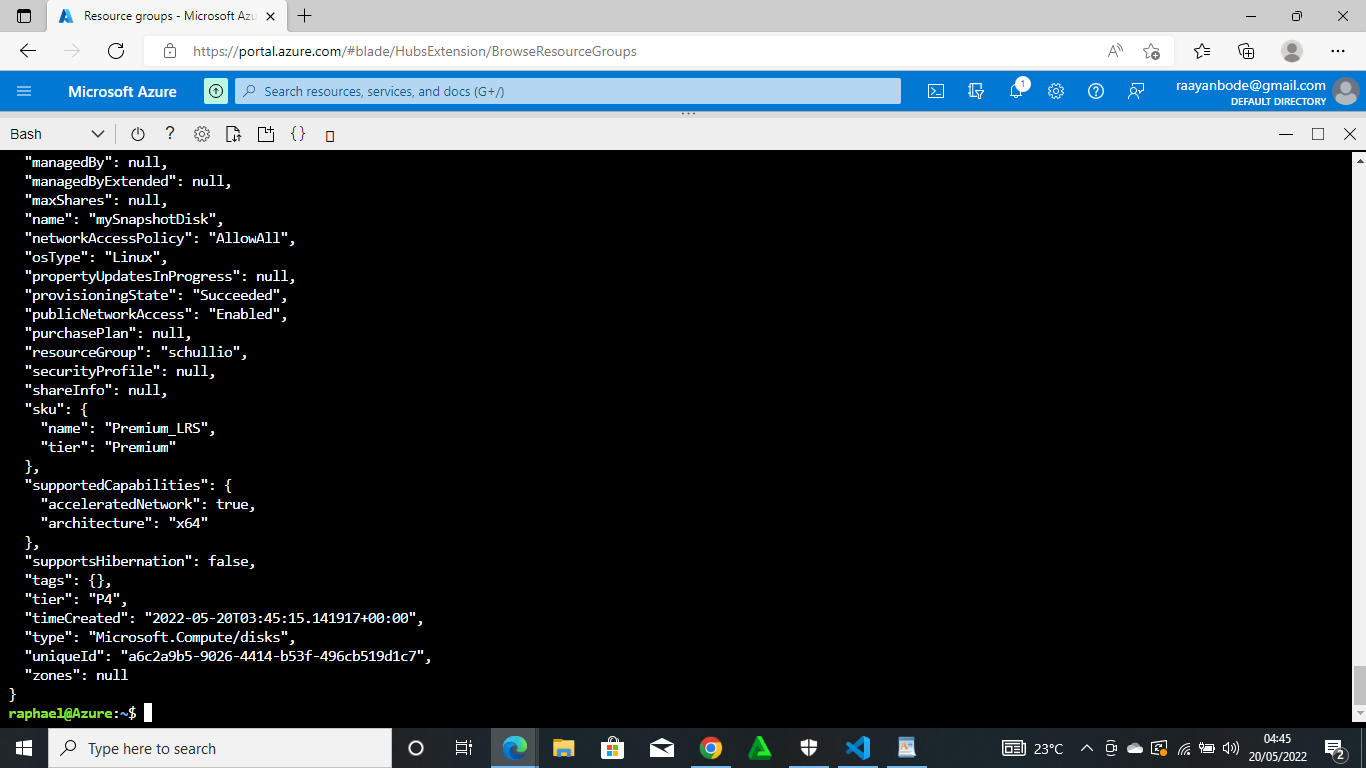 Resource groups - Microsoft Azu
https://portal.azure.com/#blade/HubsExtension/BrowseResourceGroups
Microsoft Azure
Search resources, services, and docs (G+/)
1
raayanbode@gmail.com
DEFAULT DIRECTORY
Bash
"managedBy": null,
"managedByExtended": null,
"maxShares": null,
"name": "mySnapshotDisk",
"networkAccessPolicy": "AllowAll",
"osType": "Linux",
"propertyUpdatesInProgress": null,
"provisioningState": "Succeeded",
"publicNetworkAccess": "Enabled",
"purchasePlan": null,
"resourceGroup": "schullio",
"securityProfile": null,
"shareInfo": null,
"sku": {
"name": "Premium_LRS",
"tier": "Premium"
},
"supportedCapabilities": {
"acceleratedNetwork": true,
"architecture": "x64"
},
"supportsHibernation": false,
"tags": {},
"tier": "P4",
"timeCreated": "2022-05-20T03:45:15.141917+00:00",
"type": "Microsoft.Compute/disks",
"uniqueId": "a6c2a9b5-9026-4414-b53f-496cb519d1c7",
"zones": null
}
raphael@Azure:~$
Type here to search
23°C
04:45
20/05/2022
2